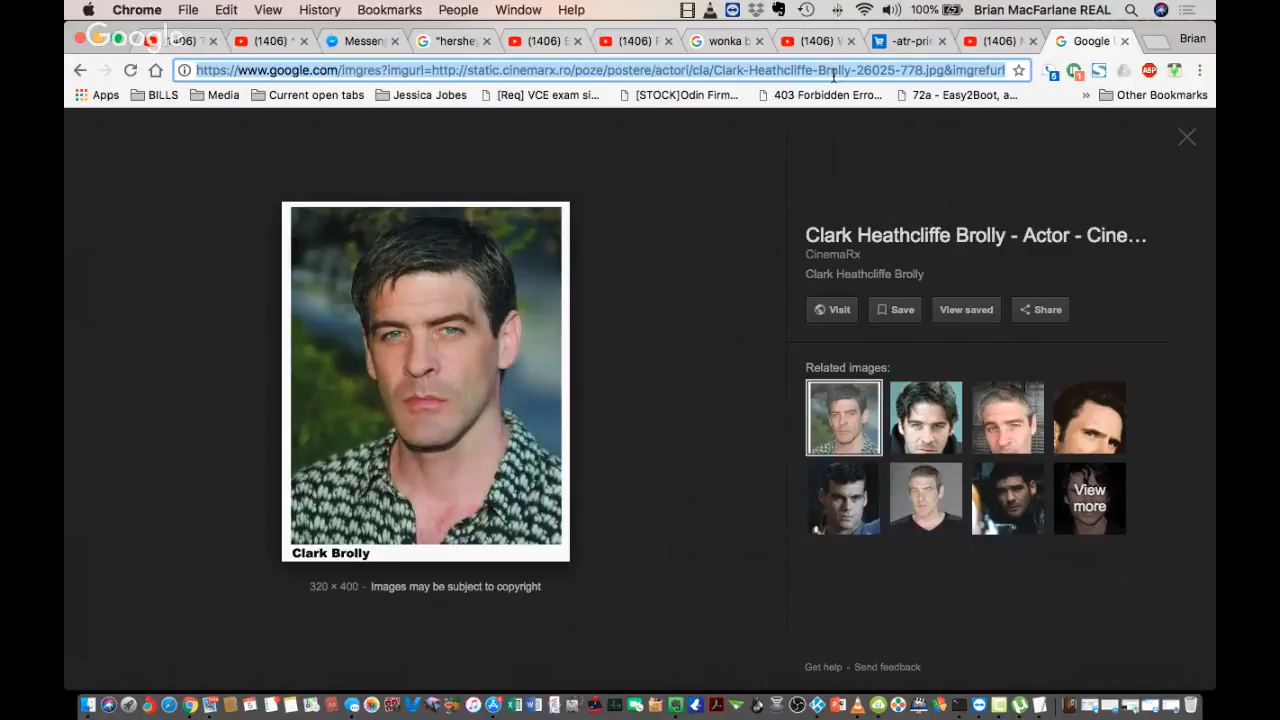 Chrome File Edit View History Bookmarks People Window Help 100% Brian MacFarlane REAL
Google
(1406) T (1406) " Messeng "hershey (1406) E (1406) F wonka b (1406) V -atr-prin (1406) M Google I Brian
https://www.google.com/imgres?imgurl=http://static.cinemarx.ro/poze/postere/actori/cla/Clark-Heathcliffe-Brolly-26025-778.jpg&imgrefurl
Apps BILLS Media Current open tabs Jessica Jobes [Req] VCE exam si... [STOCK]Odin Firm... 403 Forbidden Erro... 72a - Easy2Boot, a... » Other Bookmarks
Clark Heathcliffe Brolly - Actor - Cine...
CinemaRx
Clark Heathcliffe Brolly
Visit Save View saved Share
Related images:
View more
Clark Brolly
320 × 400 - Images may be subject to copyright
Get help - Send feedback